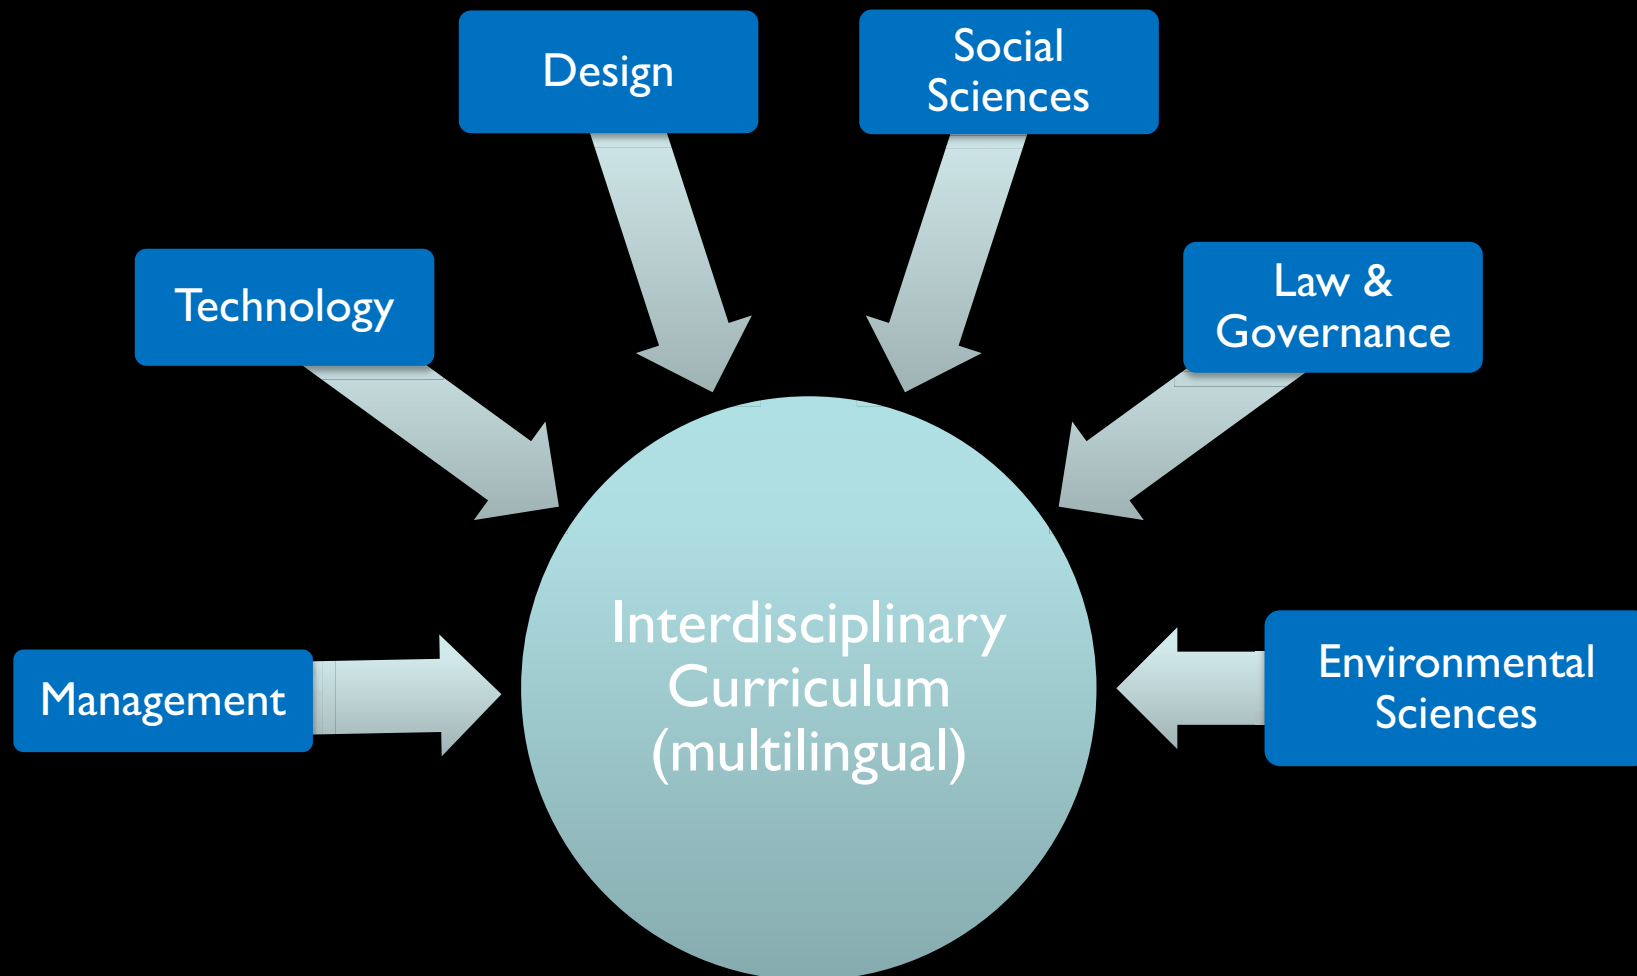 Design
Social
Sciences
Technology
Law &
Governance
Management
Interdisciplinary
Curriculum
(multilingual)
Environmental
Sciences